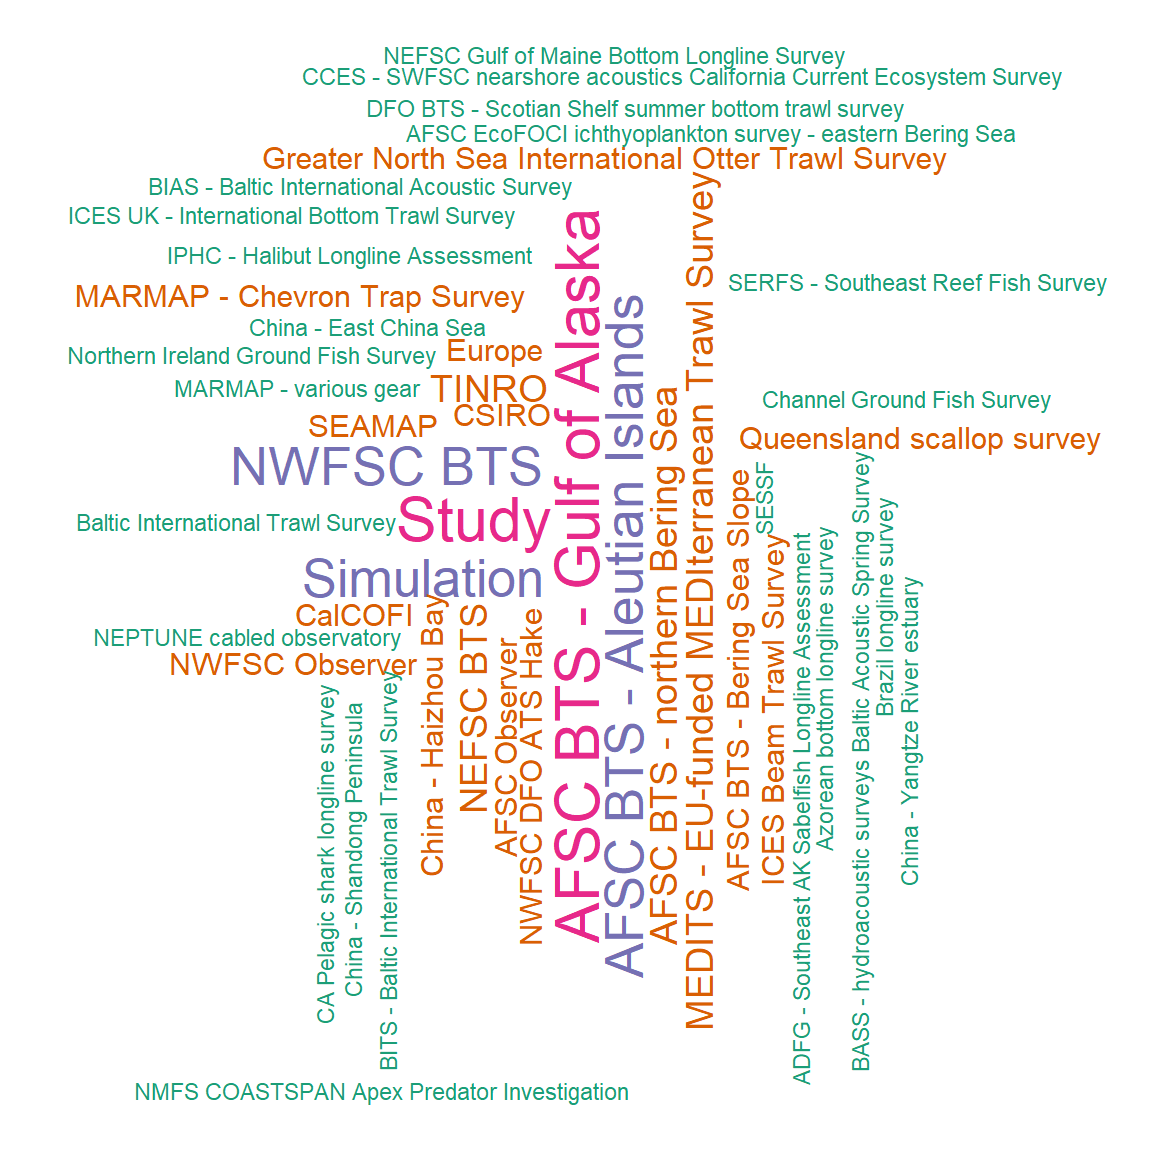 NEFSC Gulf of Maine Bottom Longline Survey
CCES - SWFSC nearshore acoustics California Current Ecosystem Survey
DFO BTS - Scotian Shelf summer bottom trawl survey
AFSC EcoFOCI ichthyoplankton survey - eastern Bering Sea
Greater North Sea International Otter Trawl Survey
BIAS - Baltic International Acoustic Survey
ICES UK - International Bottom Trawl Survey
IPHC - Halibut Longline Assessment
SERFS - Southeast Reef Fish Survey
MARMAP - Chevron Trap Survey
China - East China Sea
Northern Ireland Ground Fish Survey
Europe
MARMAP - various gear
TINRO
Channel Ground Fish Survey
SEAMAP
CSIRO
Queensland scallop survey
NWFSC BTS
Baltic International Trawl Survey
Study
Simulation
CalCOFI
NEPTUNE cabled observatory
NWFSC Observer
CA Pelagic shark longline survey
China - Shandong Peninsula
BITS - Baltic International Trawl Survey
China - Haizhou Bay
NEFSC BTS
AFSC Observer
NWFSC DFO ATS Hake
AFSC BTS - Gulf of Alaska
AFSC BTS - Aleutian Islands
AFSC BTS - northern Bering Sea
MEDITS - EU-funded MEDITerranean Trawl Survey
AFSC BTS - Bering Sea Slope
SESSF
ICES Beam Trawl Survey
ADFG - Southeast AK Sabelfish Longline Assessment
Azorean bottom longline survey
BASS - hydroacoustic surveys Baltic Acoustic Spring Survey
Brazil longline survey
China - Yangtze River estuary
NMFS COASTSPAN Apex Predator Investigation